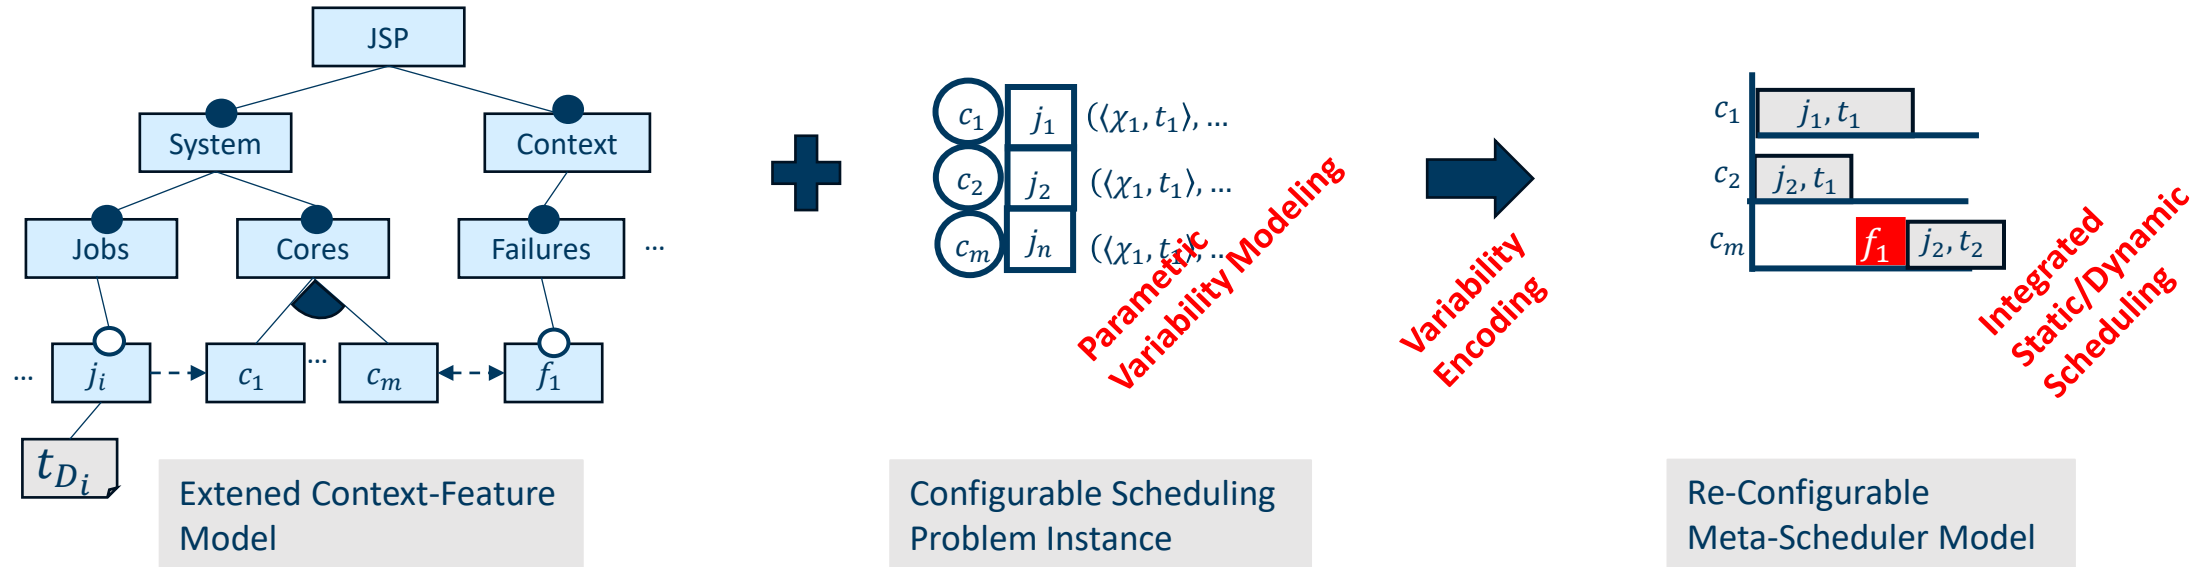 JSP
System
Context
Jobs
Cores
Failures
...
... j_i
c_1
...
c_m
f_1
t_{D_i}
Extened Context-Feature
Model
c_1 j_1 (⟨χ_1, t_1⟩, ...
c_2 j_2 (⟨χ_1, t_1⟩, ...
c_m j_n (⟨χ_1, t_1⟩, ...
Parametric
Variability Modeling
Configurable Scheduling
Problem Instance
Variability
Encoding
c_1 j_1, t_1
c_2 j_2, t_1
c_m f_1 j_2, t_2
Integrated
Static/Dynamic
Scheduling
Re-Configurable
Meta-Scheduler Model